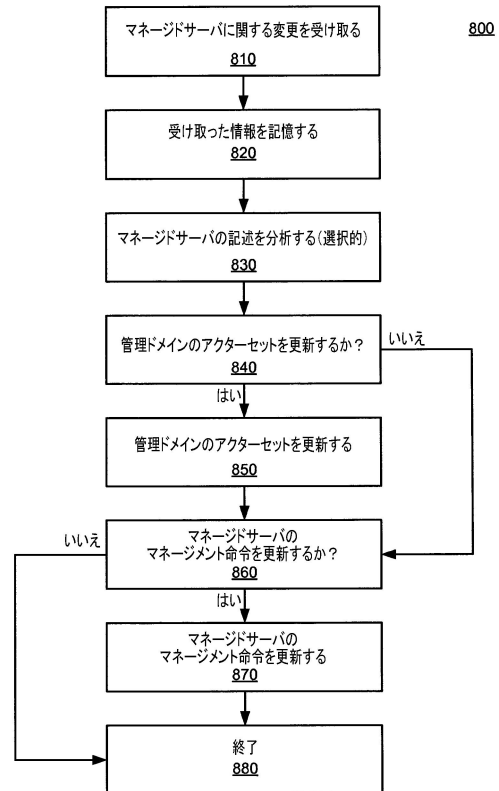 800
マネージドサーバに関する変更を受け取る
810
受け取った情報を記憶する
820
マネージドサーバの記述を分析する(選択的)
830
管理ドメインのアクターセットを更新するか?
840
いいえ
はい
管理ドメインのアクターセットを更新する
850
いいえ
マネージドサーバの
マネージメント命令を更新するか?
860
はい
マネージドサーバの
マネージメント命令を更新する
870
終了
880